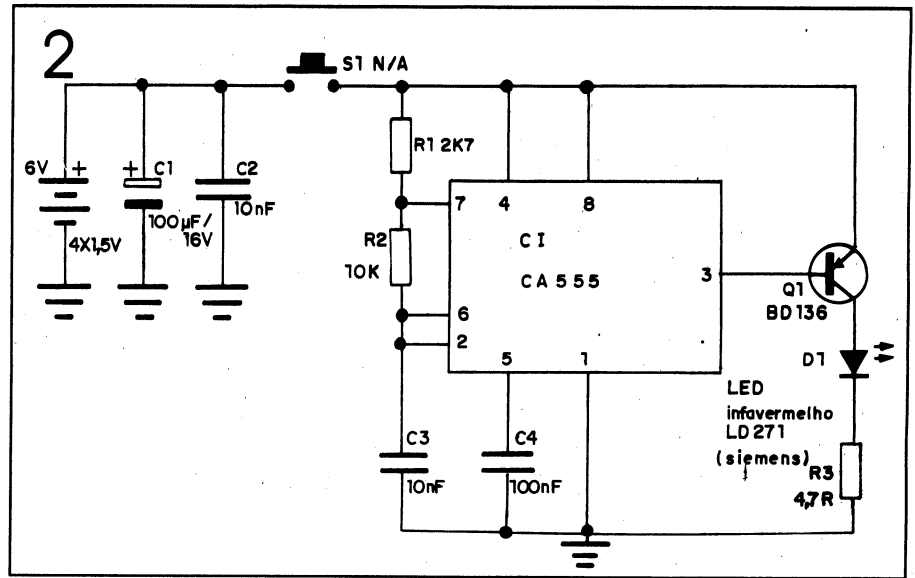 2
S1 N/A
6V +
+ C1
100µF/
16V
4X1,5V
C2
10nF
R1 2K7
R2
10K
7
4
8
CI
CA 555
3
6
2
5
1
Q1
BD 136
D1
LED
infavermelho
LD 271
(siemens)
R3
4,7R
C3
10nF
C4
100nF